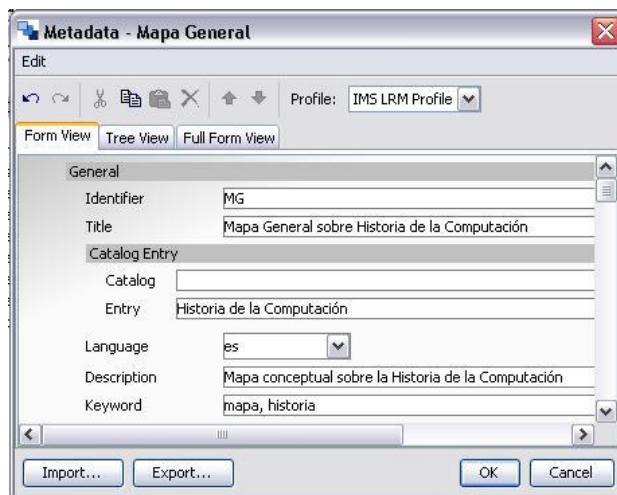 Metadata - Mapa General
Edit
Profile: IMS LRM Profile
Form View Tree View Full Form View
General
Identifier MG
Title Mapa General sobre Historia de la Computación
Catalog Entry
Catalog
Entry Historia de la Computación
Language es
Description Mapa conceptual sobre la Historia de la Computación
Keyword mapa, historia
Import... Export... OK Cancel